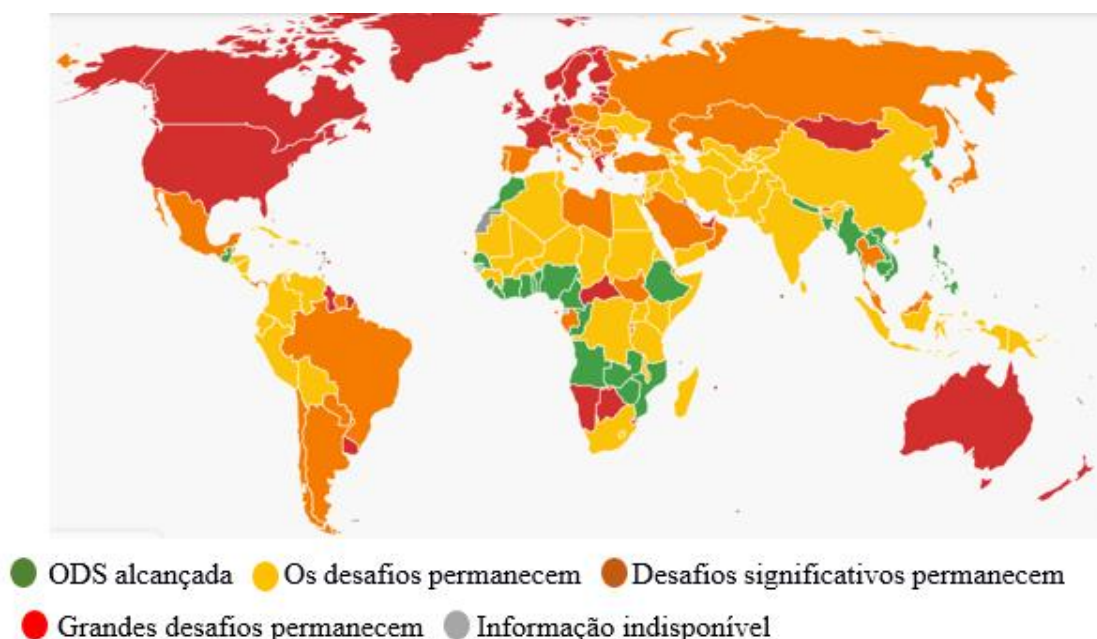 ODS alcançada Os desafios permanecem Desafios significativos permanecem
Grandes desafios permanecem Informação indisponível